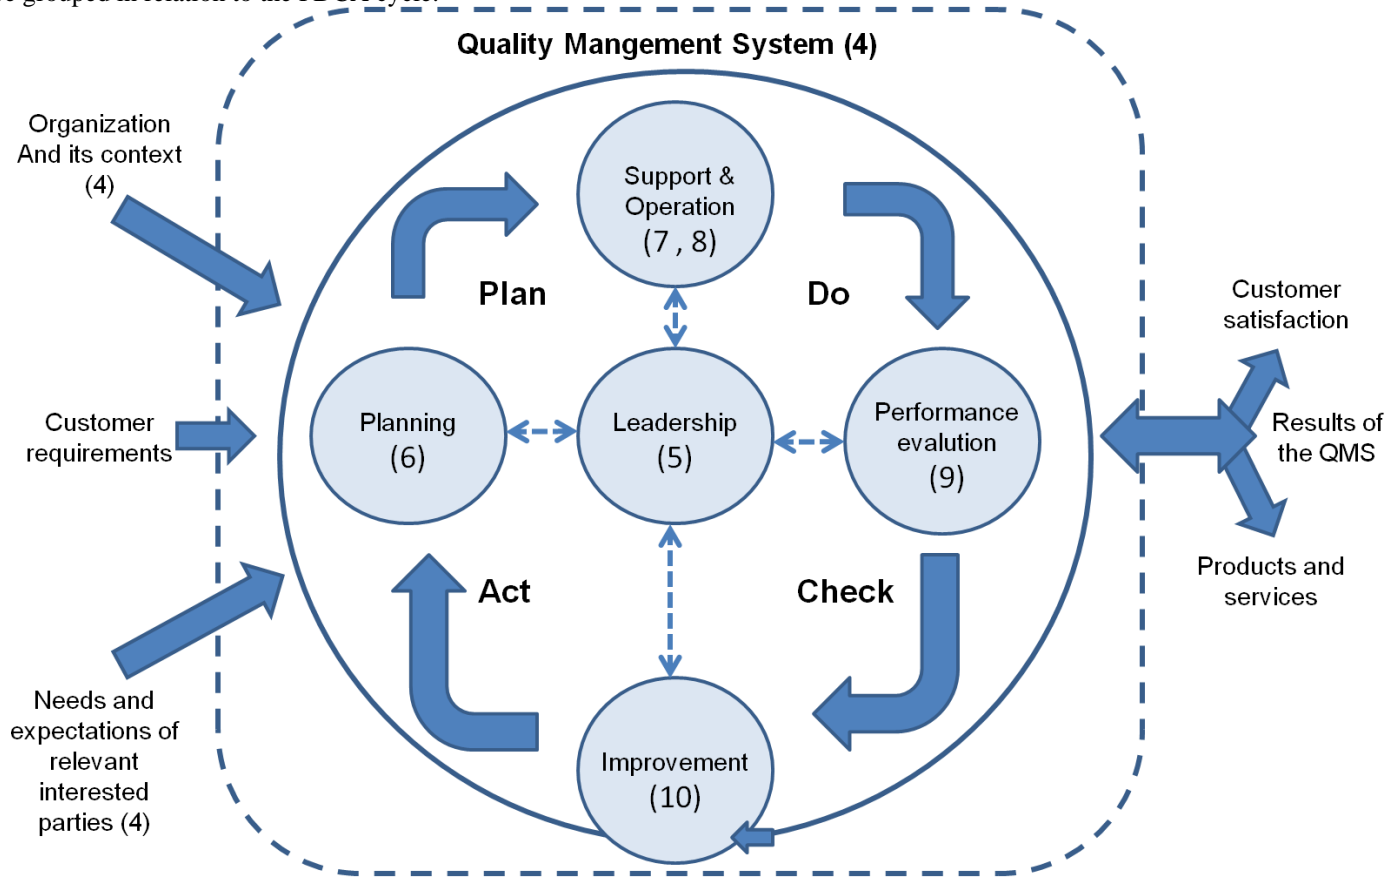 Quality Mangement System (4)
Organization
And its context
(4)
Support &
Operation
(7 , 8)
Plan
Do
Customer
satisfaction
Customer
requirements
Planning
(6)
Leadership
(5)
Performance
evalution
(9)
Results of
the QMS
Act
Check
Products and
services
Needs and
expectations of
relevant
interested
parties (4)
Improvement
(10)